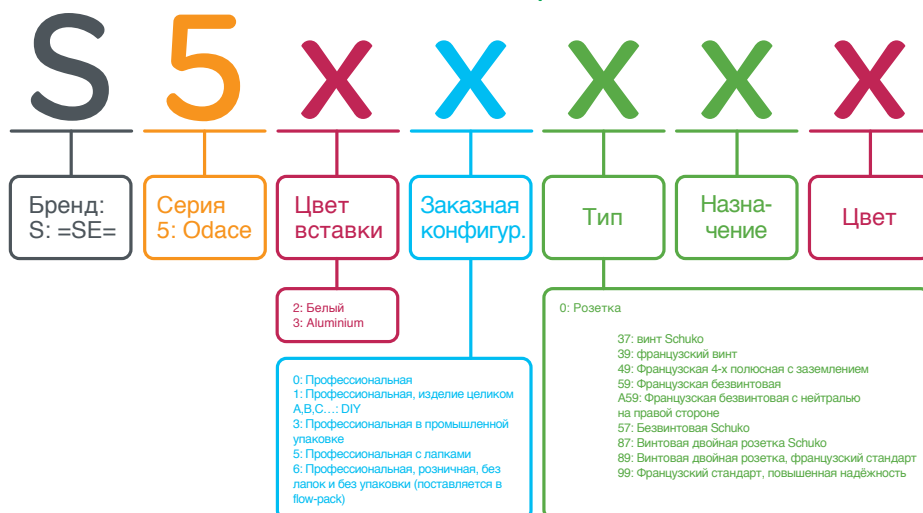 S 5 X X X X X
Бренд:
S: =SE=
Серия
5: Odace
Цвет
вставки
Заказная
конфигур.
Тип
Назна-
чение
Цвет
2: Белый
3: Aluminium
0: Профессиональная
1: Профессиональная, изделие целиком
A,B,C…: DIY
3: Профессиональная в промышленной
упаковке
5: Профессиональная с лапками
6: Профессиональная, розничная, без
лапок и без упаковки (поставляется в
flow-pack)
0: Розетка
37: винт Schuko
39: французский винт
49: Французская 4-х полюсная с заземлением
59: Французская безвинтовая
A59: Французская безвинтовая с нейтралью
на правой стороне
57: Безвинтовая Schuko
87: Винтовая двойная розетка Schuko
89: Винтовая двойная розетка, французский стандарт
99: Французский стандарт, повышенная надёжность